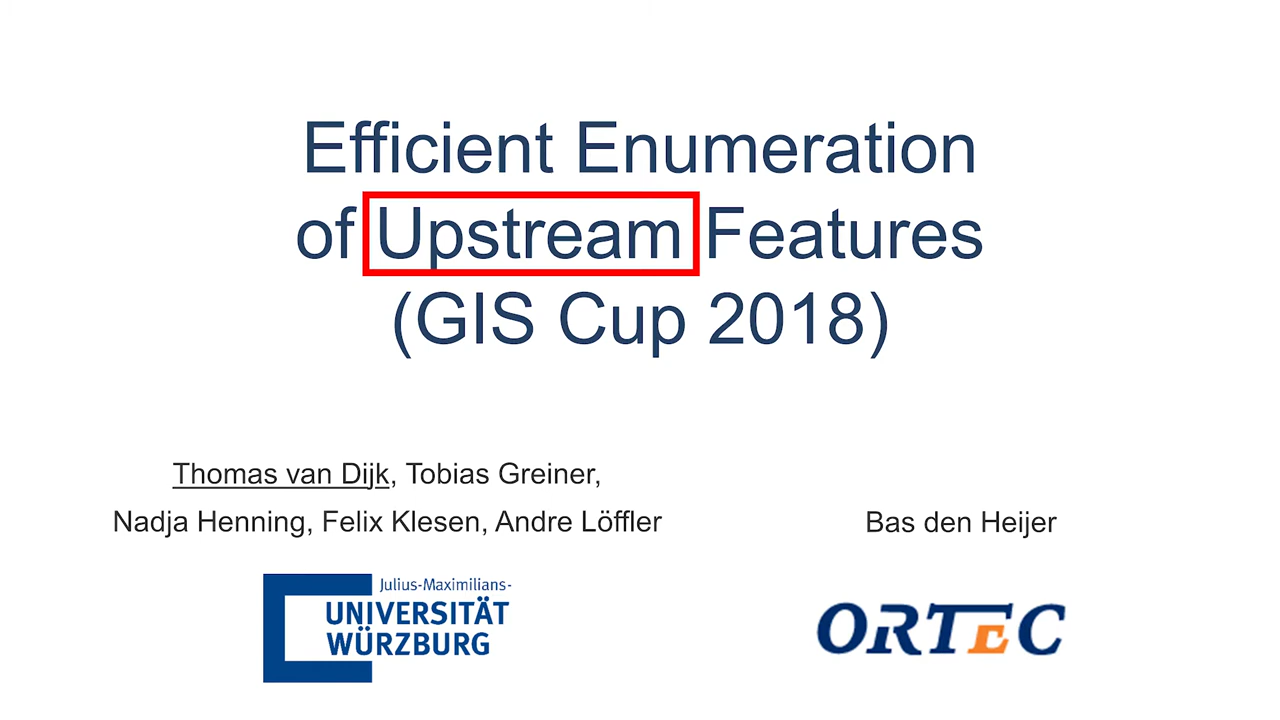 Efficient Enumeration
of Upstream Features
(GIS Cup 2018)
Thomas van Dijk, Tobias Greiner,
Nadja Henning, Felix Klesen, Andre Löffler
Bas den Heijer
Julius-Maximilians-
UNIVERSITÄT
WÜRZBURG
ORTEC